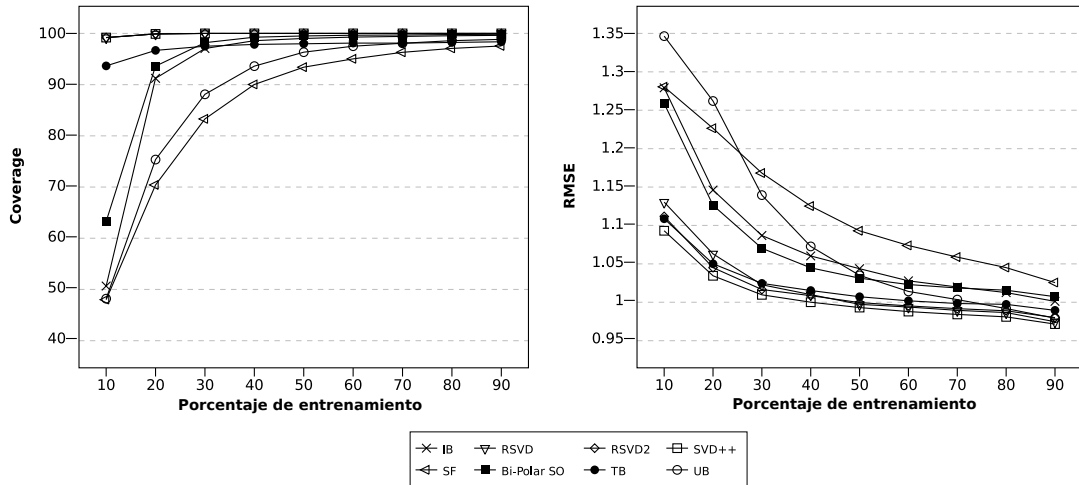 100
90
80
70
60
50
40
Coverage
10 20 30 40 50 60 70 80 90
Porcentaje de entrenamiento
1.35
1.3
1.25
1.2
1.15
1.1
1.05
1
0.95
RMSE
10 20 30 40 50 60 70 80 90
Porcentaje de entrenamiento
IB RSVD RSVD2 SVD++
SF Bi-Polar SO TB UB